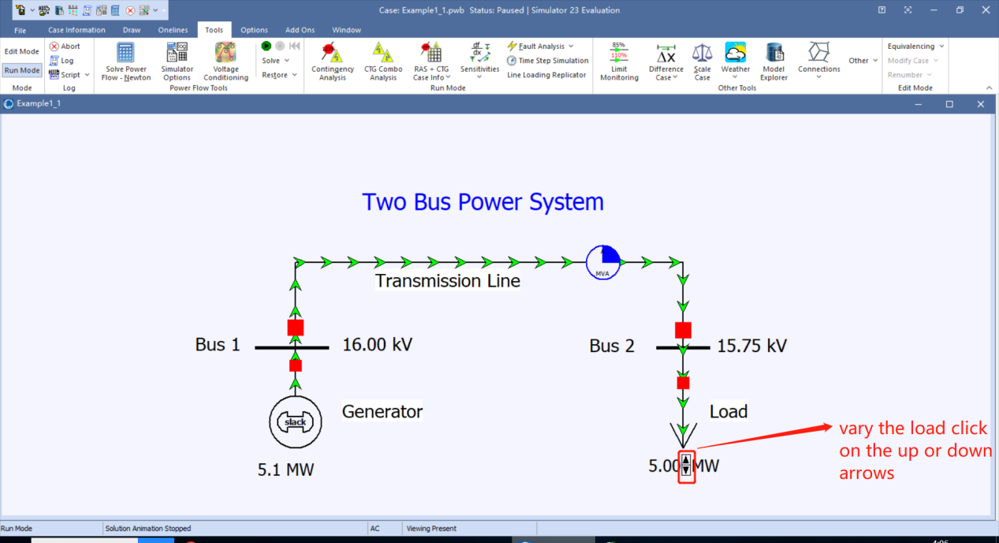 Case: Example1_1.pwb Status: Paused | Simulator 23 Evaluation
File Case Information Draw Onelines Tools Options Add Ons Window
Edit Mode
Run Mode
Mode
Abort
Log
Script
Log
Solve Power
Flow - Newton
Simulator
Options
Voltage
Conditioning
Power Flow Tools
Solve
Restore
Contingency
Analysis
CTG Combo
Analysis
RAS + CTG
Case Info
Sensitivities
Fault Analysis
Time Step Simulation
Line Loading Replicator
Run Mode
85%
110%
Limit
Monitoring
Difference
Case
Scale
Case
Weather
Model
Explorer
Connections
Other
Other Tools
Equivalencing
Modify Case
Renumber
Edit Mode
Example1_1
Two Bus Power System
Transmission Line
A
MVA
Bus 1
16.00 kV
Bus 2
15.75 kV
slack
Generator
Load
5.1 MW
5.00 MW
vary the load click
on the up or down
arrows
Run Mode
Solution Animation Stopped
AC
Viewing Present